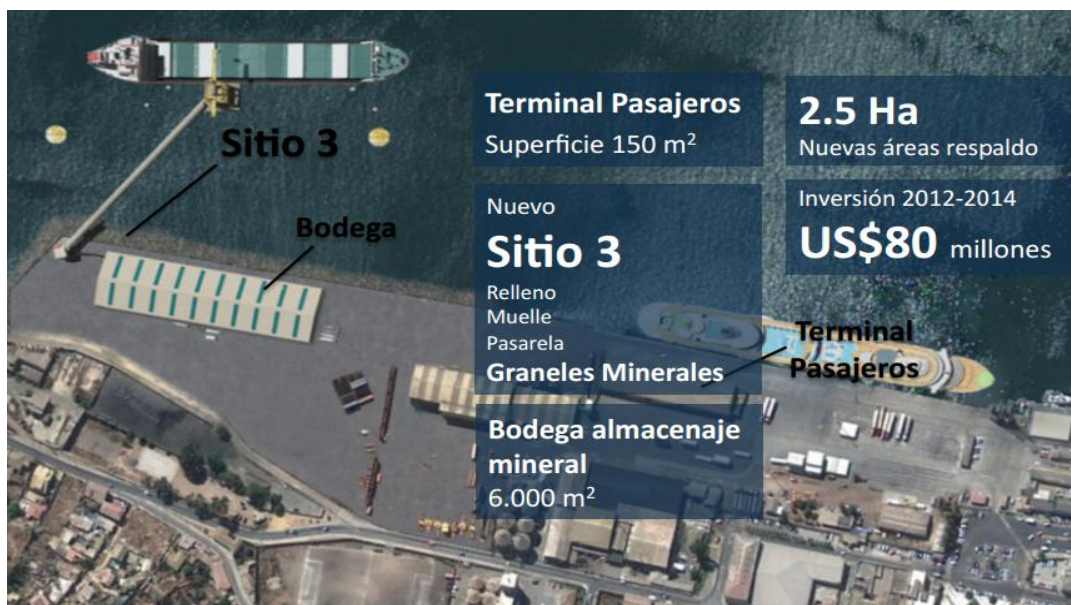 Sitio 3
Bodega
Terminal Pasajeros
Superficie 150 m²
2.5 Ha
Nuevas áreas respaldo
Nuevo
Sitio 3
Relleno
Muelle
Pasarela
Graneles Minerales
Inversión 2012-2014
US$80 millones
Terminal
Pasajeros
Bodega almacenaje
mineral
6.000 m²